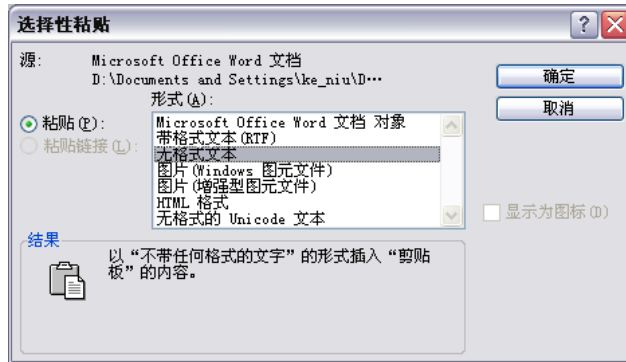 选择性粘贴
源: Microsoft Office Word 文档
D:\Documents and Settings\ke_niu\D…
形式(A):
粘贴(P):
粘贴链接(L):
Microsoft Office Word 文档 对象
带格式文本(RTF)
无格式文本
图片(Windows 图元文件)
图片(增强型图元文件)
HTML 格式
无格式的 Unicode 文本
确定
取消
显示为图标(D)
结果
以“不带任何格式的文字”的形式插入“剪贴
板”的内容。